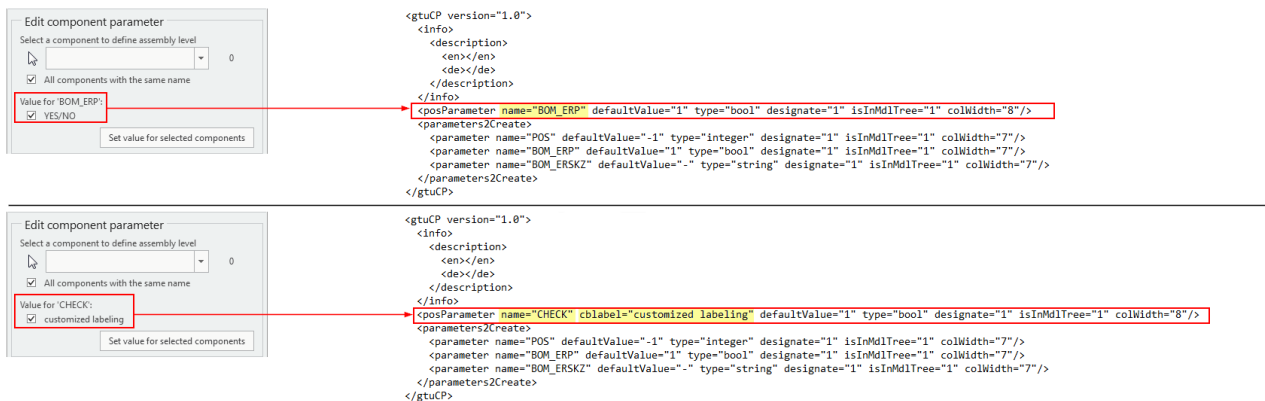 Edit component parameter
Select a component to define assembly level
0
All components with the same name
Value for 'BOM_ERP':
YES/NO
Set value for selected components
<gtuCP version="1.0">
<info>
<description>
<en></en>
<de></de>
</description>
</info>
<posParameter name="BOM_ERP" defaultValue="1" type="bool" designate="1" isInMdlTree="1" colWidth="8"/>
<parameters2Create>
<parameter name="POS" defaultValue="-1" type="integer" designate="1" isInMdlTree="1" colWidth="7"/>
<parameter name="BOM_ERP" defaultValue="1" type="bool" designate="1" isInMdlTree="1" colWidth="7"/>
<parameter name="BOM_ERSKZ" defaultValue="-" type="string" designate="1" isInMdlTree="1" colWidth="7"/>
</parameters2Create>
</gtuCP>
Edit component parameter
Select a component to define assembly level
0
All components with the same name
Value for 'CHECK':
customized labeling
Set value for selected components
<gtuCP version="1.0">
<info>
<description>
<en></en>
<de></de>
</description>
</info>
<posParameter name="CHECK" cblabel="customized labeling" defaultValue="1" type="bool" designate="1" isInMdlTree="1" colWidth="8"/>
<parameters2Create>
<parameter name="POS" defaultValue="-1" type="integer" designate="1" isInMdlTree="1" colWidth="7"/>
<parameter name="BOM_ERP" defaultValue="1" type="bool" designate="1" isInMdlTree="1" colWidth="7"/>
<parameter name="BOM_ERSKZ" defaultValue="-" type="string" designate="1" isInMdlTree="1" colWidth="7"/>
</parameters2Create>
</gtuCP>